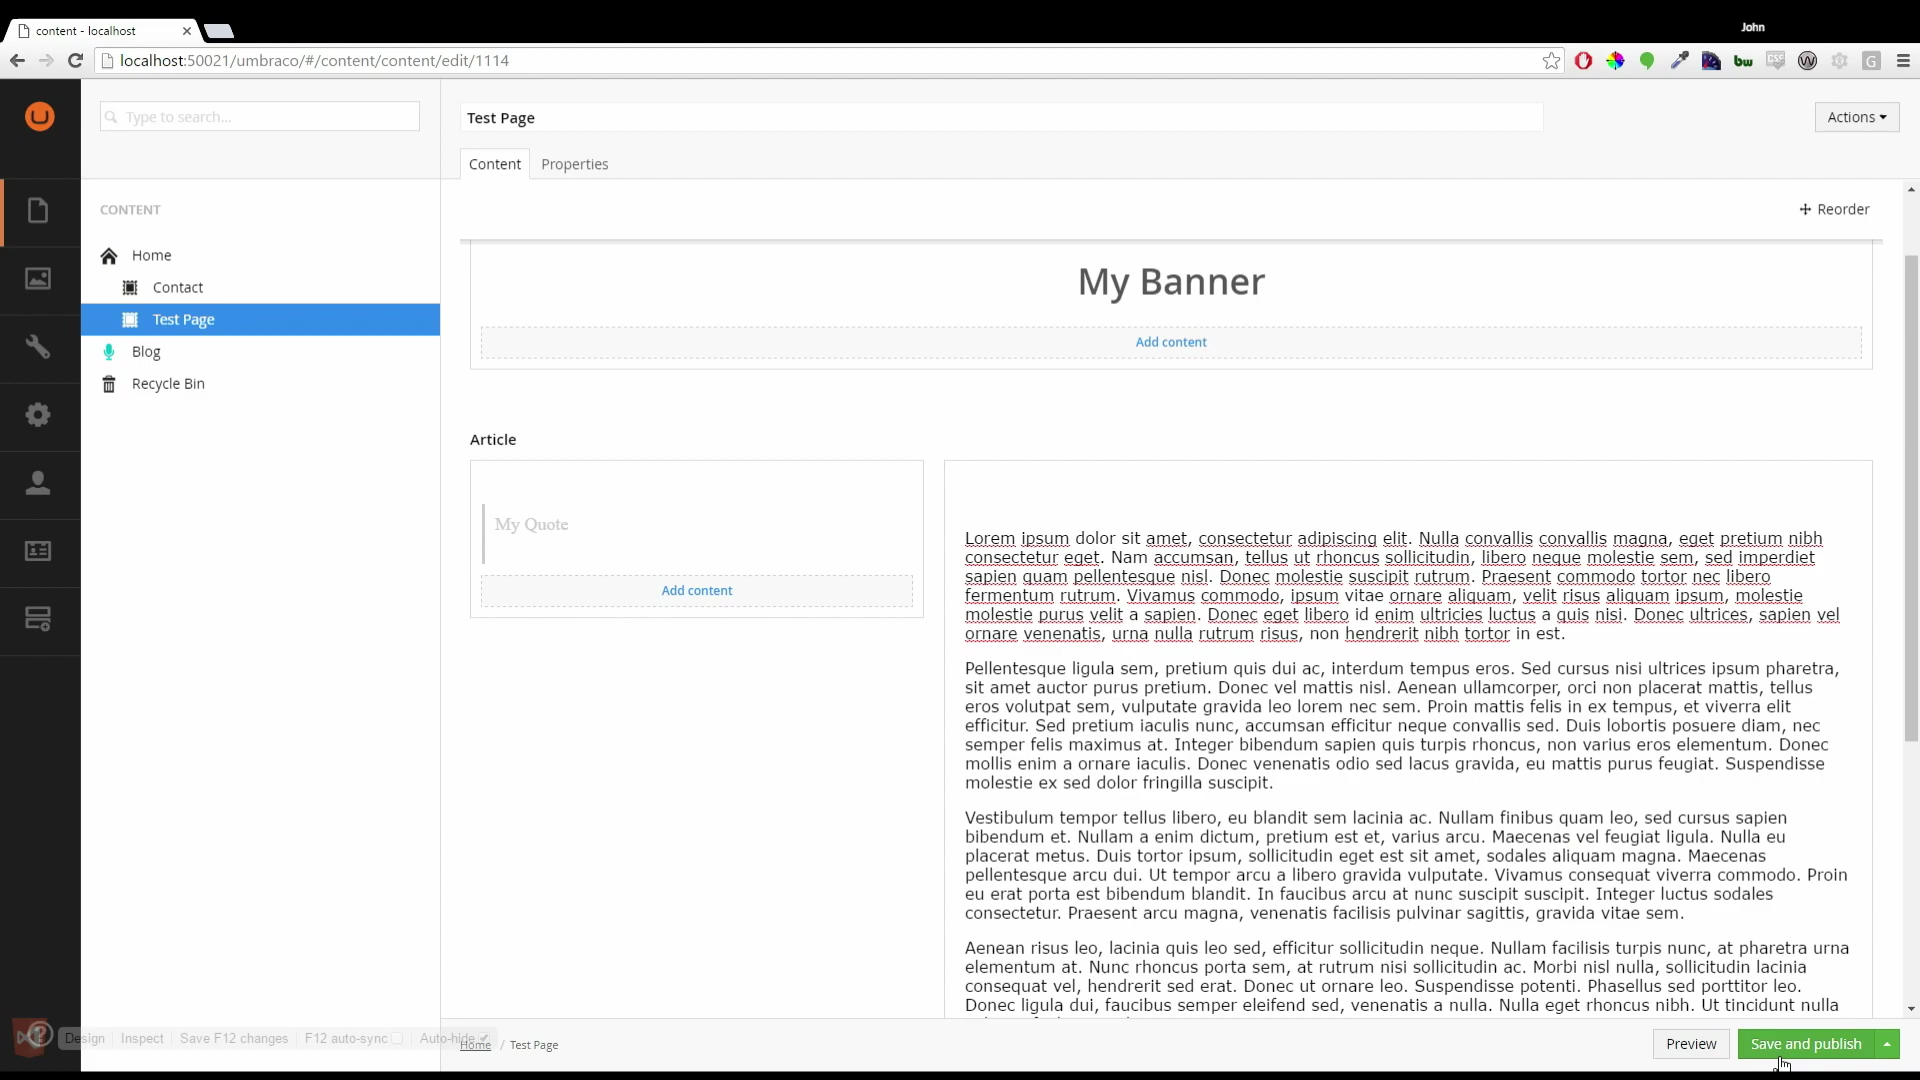 content - localhost
John
localhost:50021/umbraco/#/content/content/edit/1114
Type to search...
Test Page
Actions
Content
Properties
CONTENT
Reorder
Home
Contact
Test Page
Blog
Recycle Bin
My Banner
Add content
Article
My Quote
Add content
Lorem ipsum dolor sit amet, consectetur adipiscing elit. Nulla convallis convallis magna, eget pretium nibh
consectetur eget. Nam accumsan, tellus ut rhoncus sollicitudin, libero neque molestie sem, sed imperdiet
sapien quam pellentesque nisl. Donec molestie suscipit rutrum. Praesent commodo tortor nec libero
fermentum rutrum. Vivamus commodo, ipsum vitae ornare aliquam, velit risus aliquam ipsum, molestie
molestie purus velit a sapien. Donec eget libero id enim ultricies luctus a quis nisi. Donec ultrices, sapien vel
ornare venenatis, urna nulla rutrum risus, non hendrerit nibh tortor in est.
Pellentesque ligula sem, pretium quis dui ac, interdum tempus eros. Sed cursus nisi ultrices ipsum pharetra,
sit amet auctor purus pretium. Donec vel mattis nisl. Aenean ullamcorper, orci non placerat mattis, tellus
eros volutpat sem, vulputate gravida leo lorem nec sem. Proin mattis felis in ex tempus, et viverra elit
efficitur. Sed pretium iaculis nunc, accumsan efficitur neque convallis sed. Duis lobortis posuere diam, nec
semper felis maximus at. Integer bibendum sapien quis turpis rhoncus, non varius eros elementum. Donec
mollis enim a ornare iaculis. Donec venenatis odio sed lacus gravida, eu mattis purus feugiat. Suspendisse
molestie ex sed dolor fringilla suscipit.
Vestibulum tempor tellus libero, eu blandit sem lacinia ac. Nullam finibus quam leo, sed cursus sapien
bibendum et. Nullam a enim dictum, pretium est et, varius arcu. Maecenas vel feugiat ligula. Nulla eu
placerat metus. Duis tortor ipsum, sollicitudin eget est sit amet, sodales aliquam magna. Maecenas
pellentesque arcu dui. Ut tempor arcu a libero gravida vulputate. Vivamus consequat viverra commodo. Proin
eu erat porta est bibendum blandit. In faucibus arcu at nunc suscipit suscipit. Integer luctus sodales
consectetur. Praesent arcu magna, venenatis facilisis pulvinar sagittis, gravida vitae sem.
Aenean risus leo, lacinia quis leo sed, efficitur sollicitudin neque. Nullam facilisis turpis nunc, at pharetra urna
elementum at. Nunc rhoncus porta sem, at rutrum nisi sollicitudin ac. Morbi nisl nulla, sollicitudin lacinia
consequat vel, hendrerit sed erat. Donec ut ornare leo. Suspendisse potenti. Phasellus sed porttitor leo.
Donec ligula dui, faucibus semper eleifend sed, venenatis a nulla. Nulla eget rhoncus nibh. Ut tincidunt nulla
Design Inspect Save F12 changes F12 auto-sync Auto-hide
Home / Test Page
Preview
Save and publish